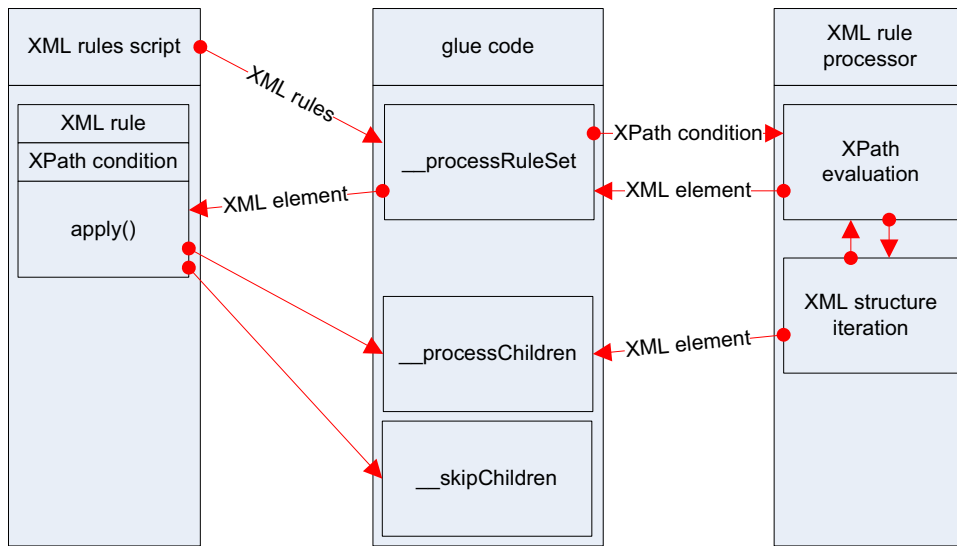 XML rules script
XML rule
XPath condition
apply()
XML rules
XML element
glue code
__processRuleSet
__processChildren
__skipChildren
XPath condition
XML element
XML element
XML rule
processor
XPath
evaluation
XML structure
iteration